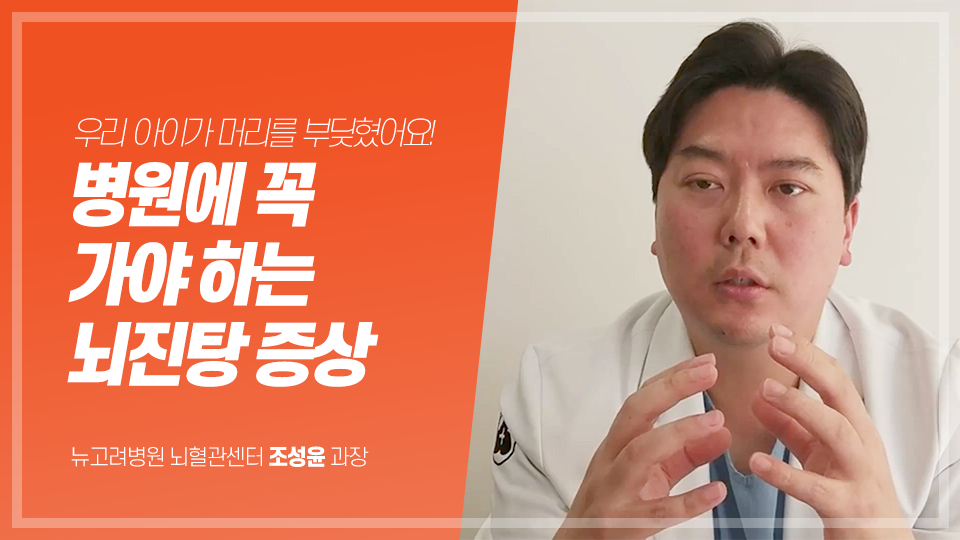 우리 아이가 머리를 부딪혔어요!
병원에 꼭
가야 하는
뇌진탕 증상
뉴고려병원 뇌혈관센터 조성윤 과장